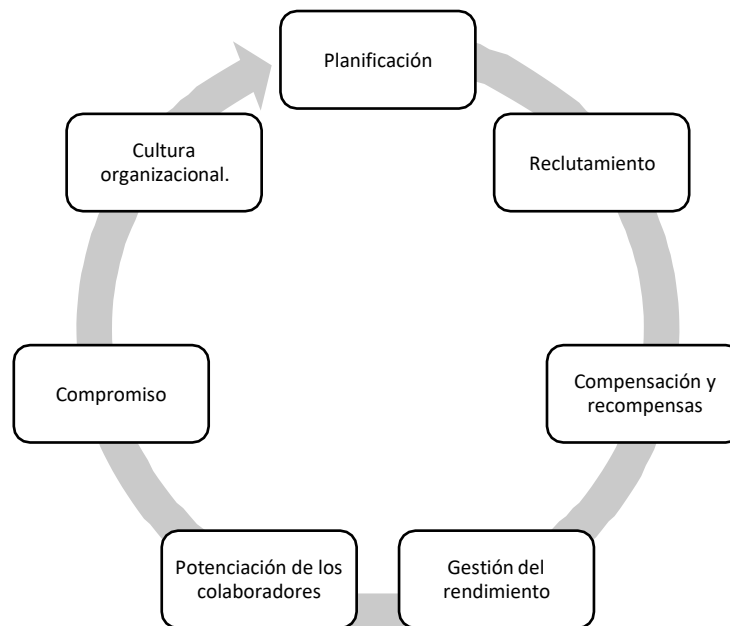 Planificación
Reclutamiento
Compensación y
recompensas
Gestión del
rendimiento
Potenciación de los
colaboradores
Compromiso
Cultura
organizacional.